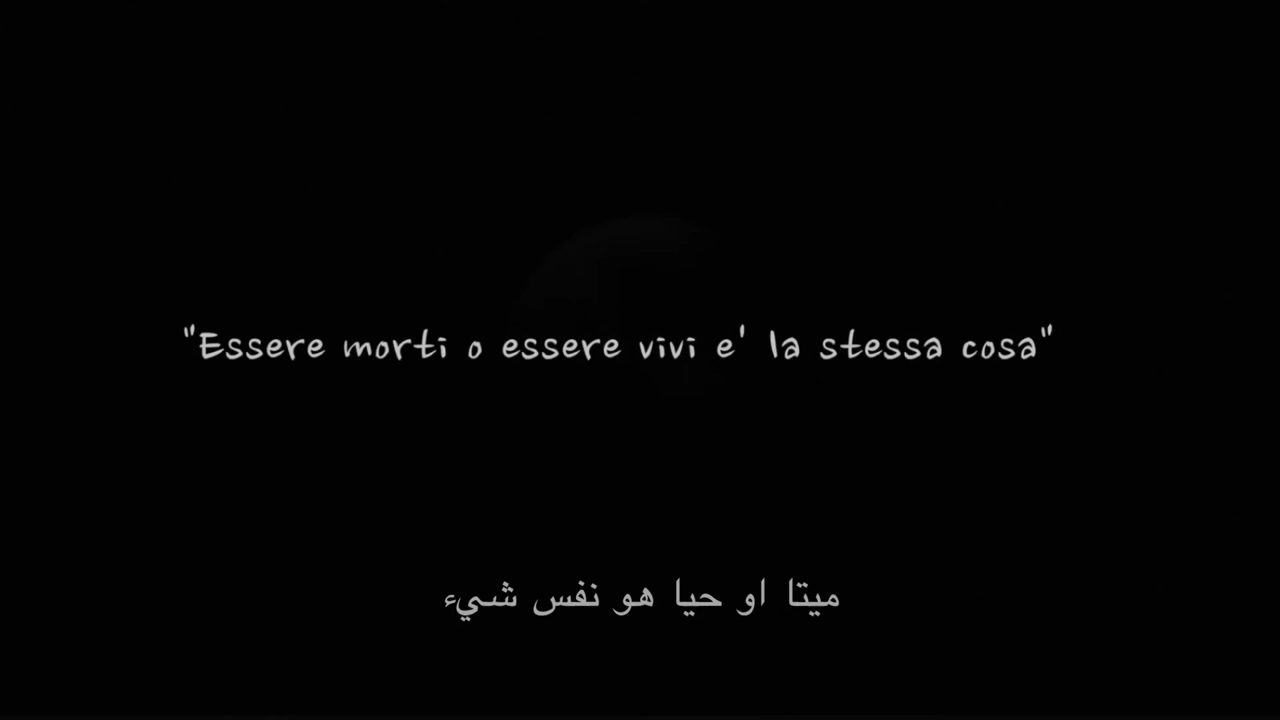 "Essere morti o essere vivi e' la stessa cosa"
ميتا او حيا هو نفس شيء